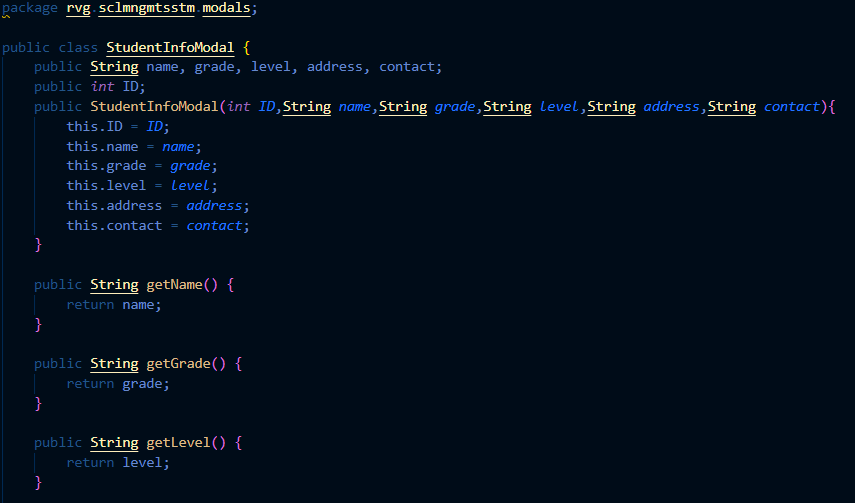 package rvg.sclmngmtsstm.modals;
public class StudentInfoModal {
public String name, grade, level, address, contact;
public int ID;
public StudentInfoModal(int ID,String name,String grade,String level,String address,String contact){
this.ID = ID;
this.name = name;
this.grade = grade;
this.level = level;
this.address = address;
this.contact = contact;
}
public String getName() {
return name;
}
public String getGrade() {
return grade;
}
public String getLevel() {
return level;
}